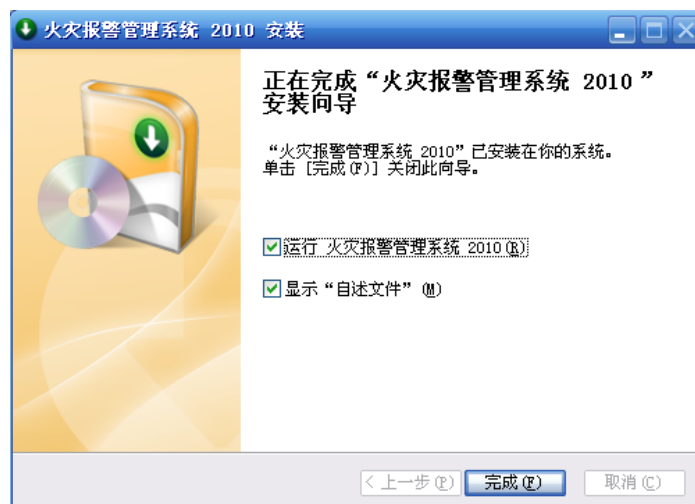 火灾报警管理系统 2010 安装
正在完成“火灾报警管理系统 2010 ”
安装向导
“火灾报警管理系统 2010”已安装在你的系统。
单击 [完成(F)] 关闭此向导。
运行 火灾报警管理系统 2010(R)
显示“自述文件” (M)
< 上一步(P)
完成(F)
取消(C)